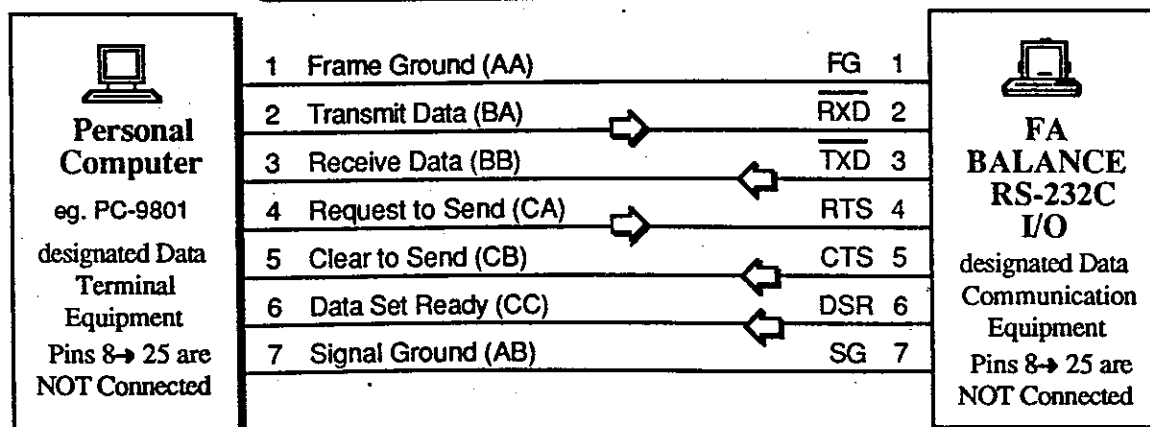 Personal
Computer
eg. PC-9801
designated Data
Terminal
Equipment
Pins 8→ 25 are
NOT Connected
1 Frame Ground (AA) FG 1
2 Transmit Data (BA) RXD 2
3 Receive Data (BB) TXD 3
4 Request to Send (CA) RTS 4
5 Clear to Send (CB) CTS 5
6 Data Set Ready (CC) DSR 6
7 Signal Ground (AB) SG 7
FA
BALANCE
RS-232C
I/O
designated Data
Communication
Equipment
Pins 8→ 25 are
NOT Connected